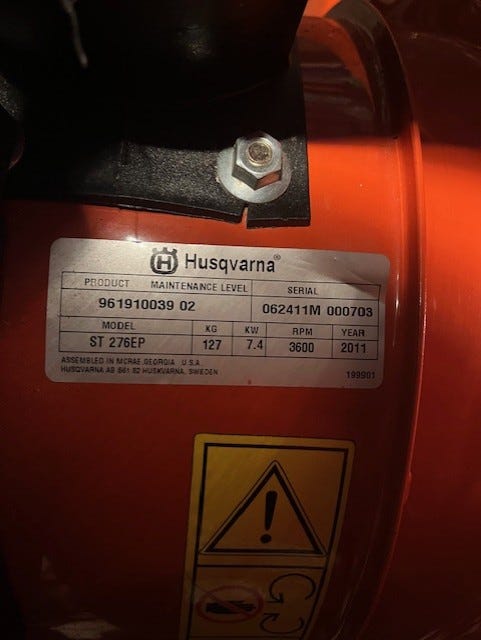 Husqvarna®
PRODUCT MAINTENANCE LEVEL SERIAL
961910039 02 062411M 000703
MODEL KG KW RPM YEAR
ST 276EP 127 7.4 3600 2011
ASSEMBLED IN MCRAE, GEORGIA U.S.A
HUSQVARNA AB 561 82 HUSKVARNA, SWEDEN
199901